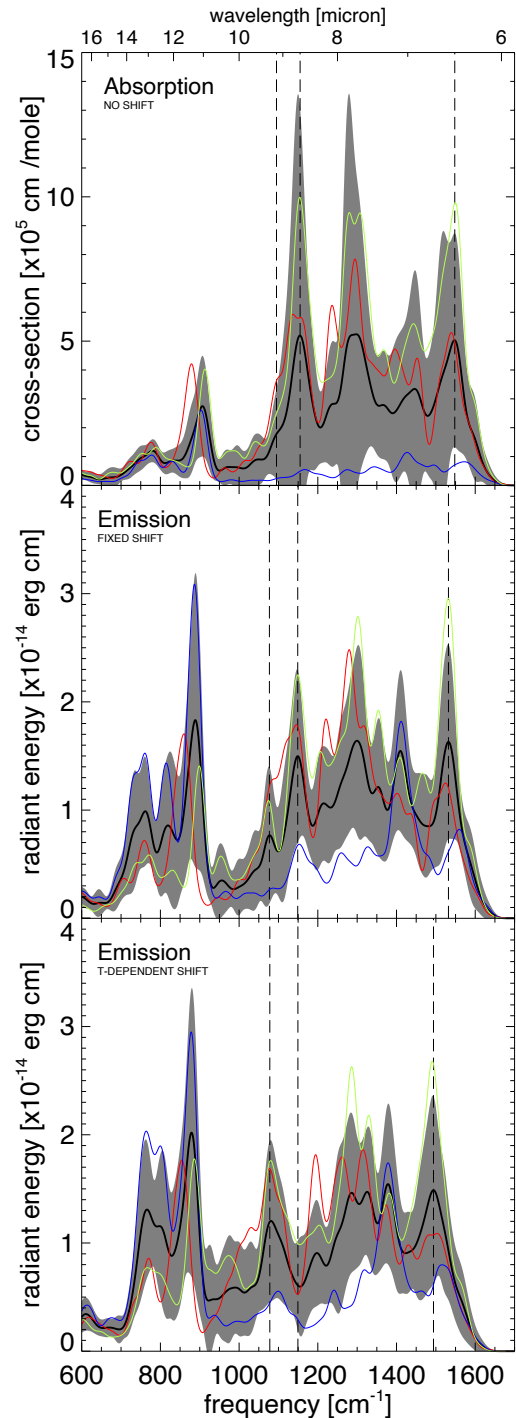 wavelength [micron]
16 14 12 10 8 6
Absorption
NO SHIFT
15
10
5
0
cross-section [x10⁵ cm /mole]
Emission
FIXED SHIFT
4
3
2
1
0
radiant energy [x10⁻¹⁴ erg cm]
Emission
T-DEPENDENT SHIFT
4
3
2
1
0
radiant energy [x10⁻¹⁴ erg cm]
600 800 1000 1200 1400 1600
frequency [cm⁻¹]